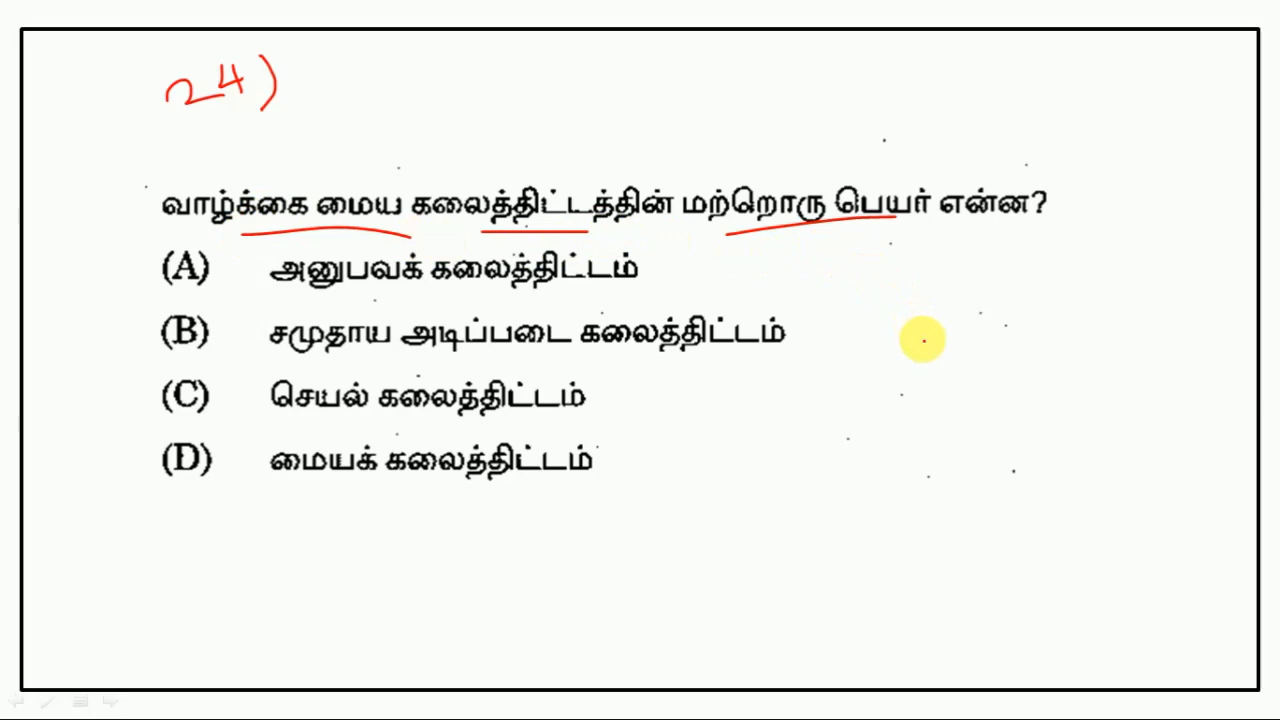 24)
வாழ்க்கை மைய கலைத்திட்டத்தின் மற்றொரு பெயர் என்ன?
(A) அனுபவக் கலைத்திட்டம்
(B) சமுதாய அடிப்படை கலைத்திட்டம்
(C) செயல் கலைத்திட்டம்
(D) மையக் கலைத்திட்டம்